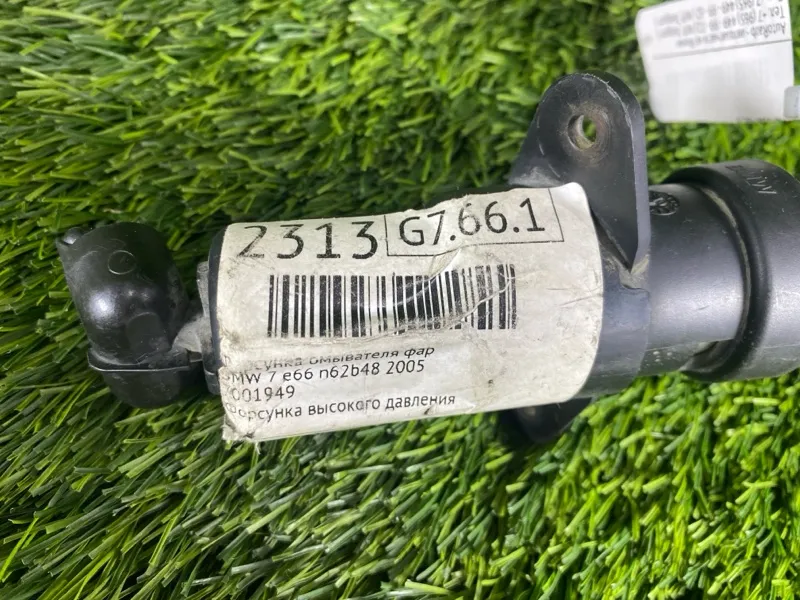 2313 G7.66.1
омывателя фар
BMW 7 e66 n62b48 2005
001949
Форсунка высокого давления